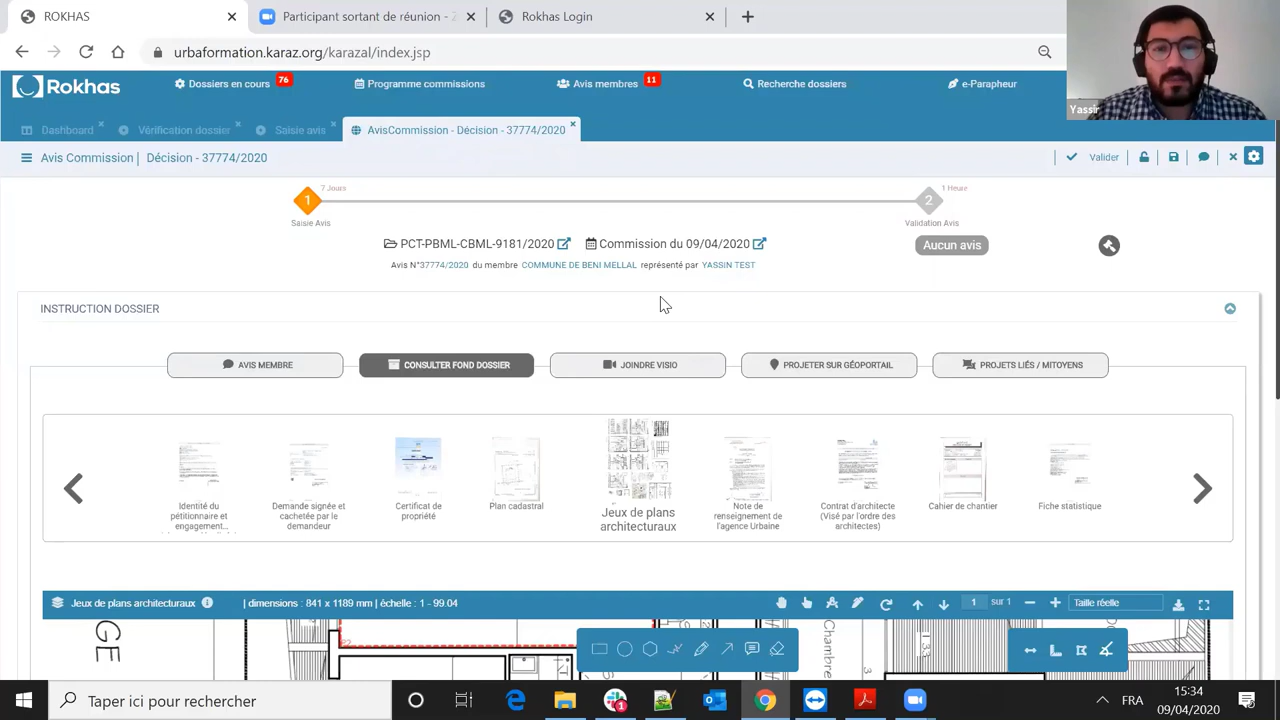 ROKHAS
Participant sortant de réunion - Z
Rokhas Login
urbaformation.karaz.org/karazal/index.jsp
Rokhas
Dossiers en cours 76
Programme commissions
Avis membres 11
Recherche dossiers
e-Parapheur
Yassir
Dashboard
Vérification dossier
Saisie avis
AvisCommission - Décision - 37774/2020
Avis Commission | Décision - 37774/2020
Valider
1
7 Jours
Saisie Avis
2
1 Heure
Validation Avis
PCT-PBML-CBML-9181/2020
Commission du 09/04/2020
Aucun avis
Avis N°37774/2020 du membre COMMUNE DE BENI MELLAL représenté par YASSiN TEST
INSTRUCTION DOSSIER
AVIS MEMBRE
CONSULTER FOND DOSSIER
JOINDRE VISIO
PROJETER SUR GÉOPORTAIL
PROJETS LIÉS / MITOYENS
Identité du
pétitionnaire et
engagement...
Demande signée et
cachetée par le
demandeur
Certificat de
propriété
Plan cadastral
Jeux de plans
architecturaux
Note de
renseignement de
l'agence Urbaine
Contrat d'architecte
(Visé par l'ordre des
architectes)
Cahier de chantier
Fiche statistique
Jeux de plans architecturaux
| dimensions : 841 x 1189 mm | échelle : 1 - 99.04
1 sur 1
Taille réelle
GE
Chambre
1.33
Taper ici pour rechercher
1
FRA
15:34
09/04/2020